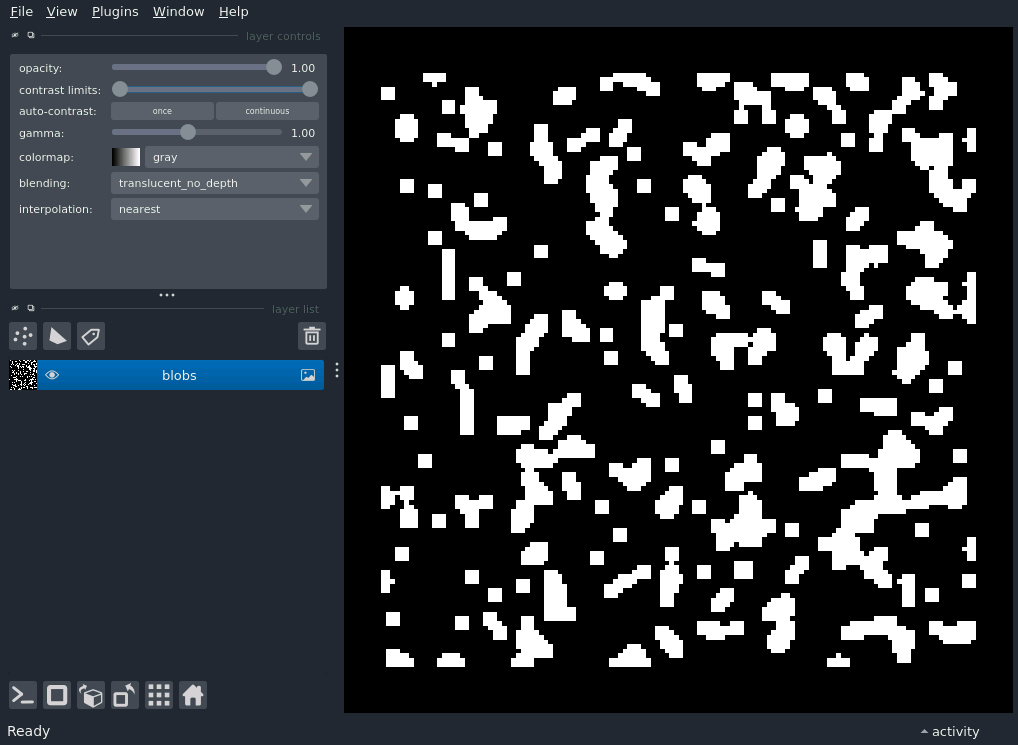 File View Plugins Window Help
layer controls
opacity: 1.00
contrast limits:
auto-contrast: once continuous
gamma: 1.00
colormap: gray
blending: translucent_no_depth
interpolation: nearest
layer list
blobs
Ready activity